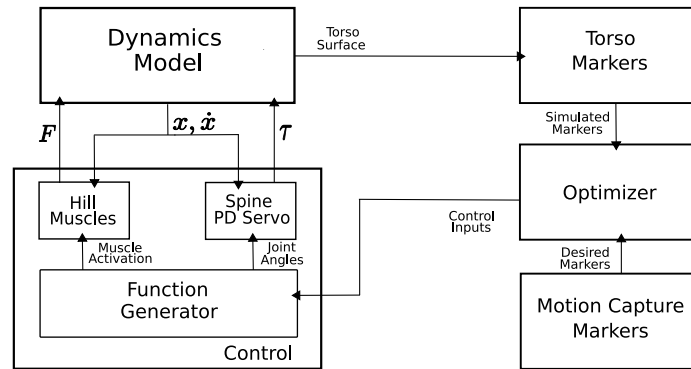 Dynamics
Model
Torso
Surface
Torso
Markers
F
x, ẋ
τ
Simulated
Markers
Hill
Muscles
Spine
PD Servo
Optimizer
Control
Inputs
Muscle
Activation
Joint
Angles
Desired
Markers
Function
Generator
Motion Capture
Markers
Control